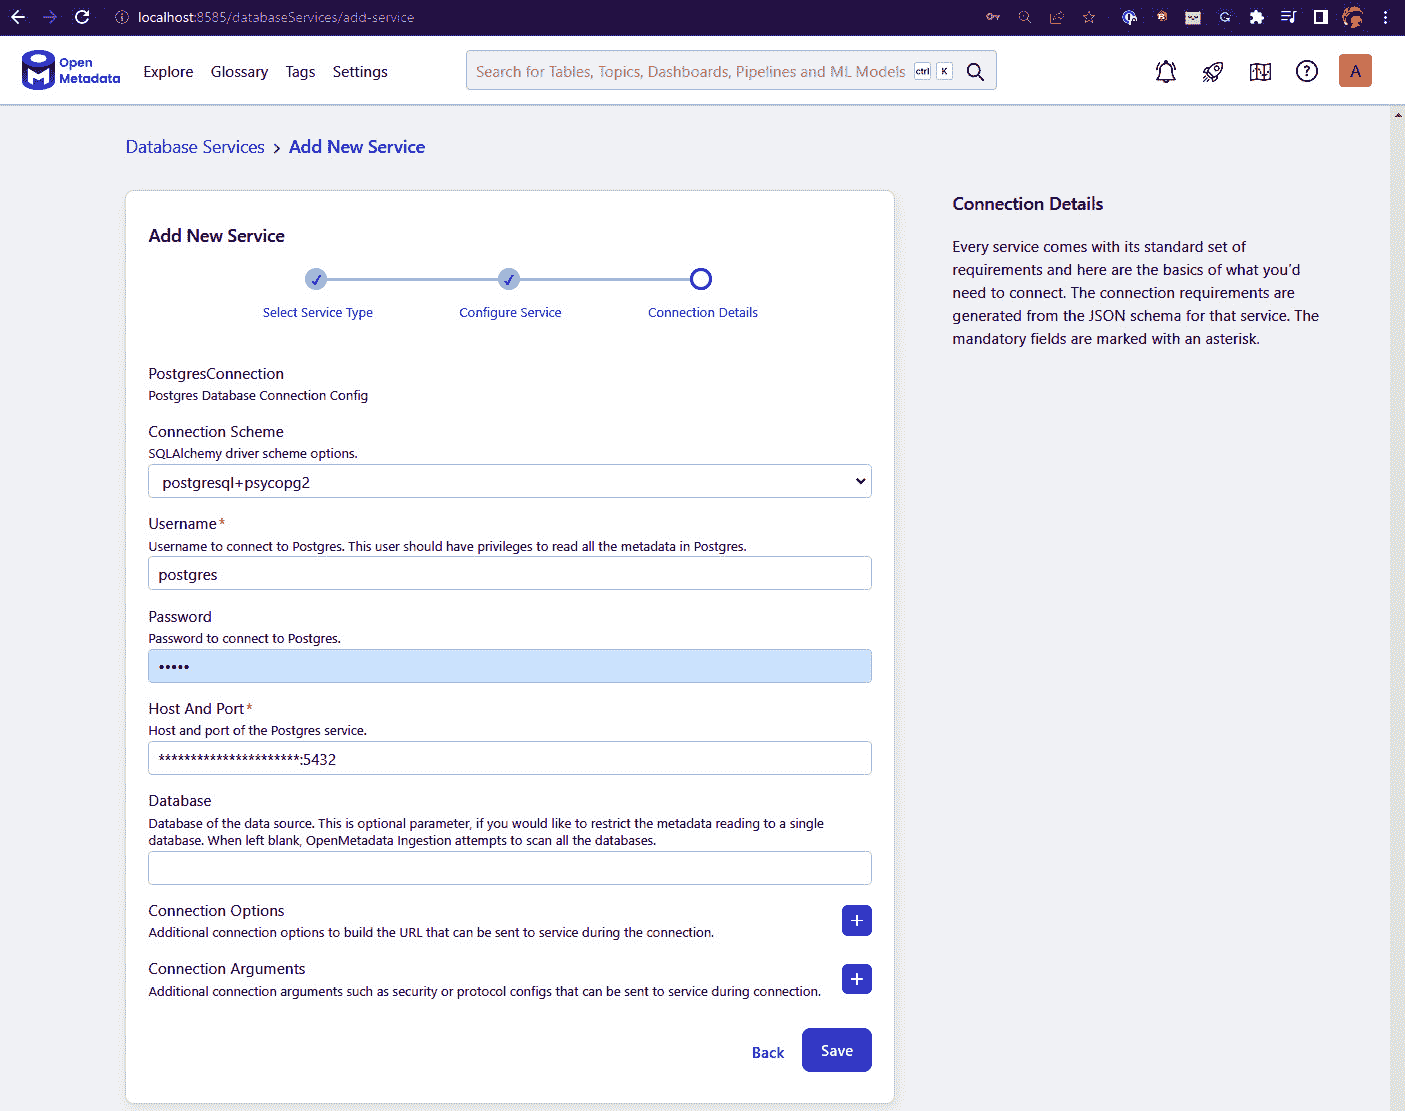 localhost:8585/databaseServices/add-service
Open
Metadata
Explore Glossary Tags Settings
Search for Tables, Topics, Dashboards, Pipelines and ML Models ctrl K
A
Database Services > Add New Service
Add New Service
Select Service Type Configure Service Connection Details
PostgresConnection
Postgres Database Connection Config
Connection Scheme
SQLAlchemy driver scheme options.
postgresql+psycopg2
Username*
Username to connect to Postgres. This user should have privileges to read all the metadata in Postgres.
postgres
Password
Password to connect to Postgres.
•••••
Host And Port*
Host and port of the Postgres service.
**********************:5432
Database
Database of the data source. This is optional parameter, if you would like to restrict the metadata reading to a single
database. When left blank, OpenMetadata Ingestion attempts to scan all the databases.
Connection Options
Additional connection options to build the URL that can be sent to service during the connection.
Connection Arguments
Additional connection arguments such as security or protocol configs that can be sent to service during connection.
Back Save
Connection Details
Every service comes with its standard set of
requirements and here are the basics of what you'd
need to connect. The connection requirements are
generated from the JSON schema for that service. The
mandatory fields are marked with an asterisk.